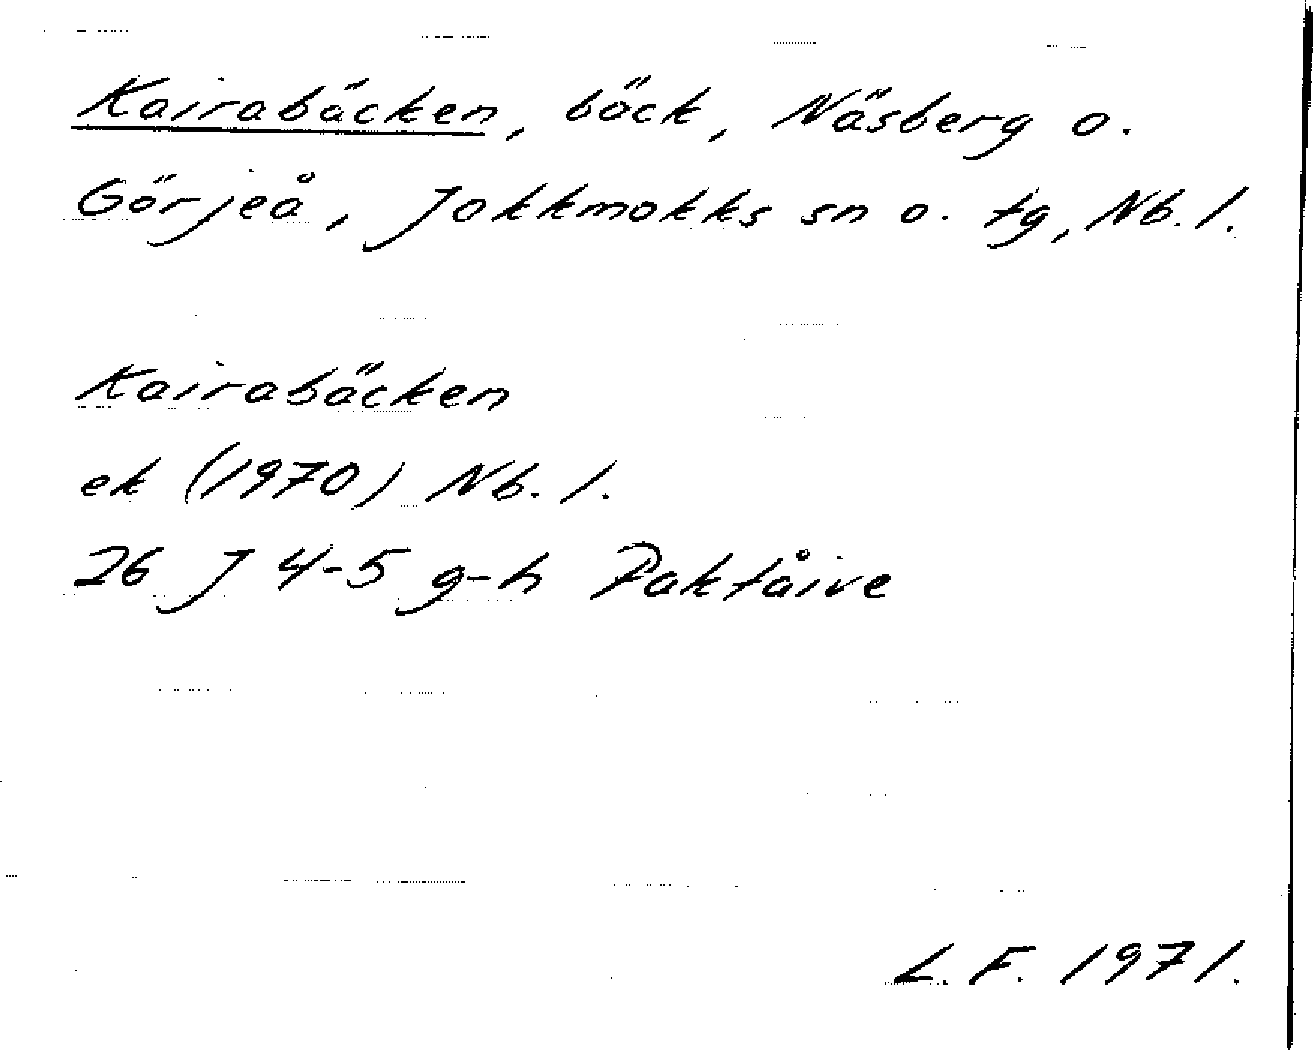 Kairabäcken, bäck, Näsberg o.
Görjeå, Jokkmokks sn o. tg, Nb. l.
Kairabäcken
ek (1970) Nb. l.
26 J 4-5 g-h Paktåive
L. F. 1971.